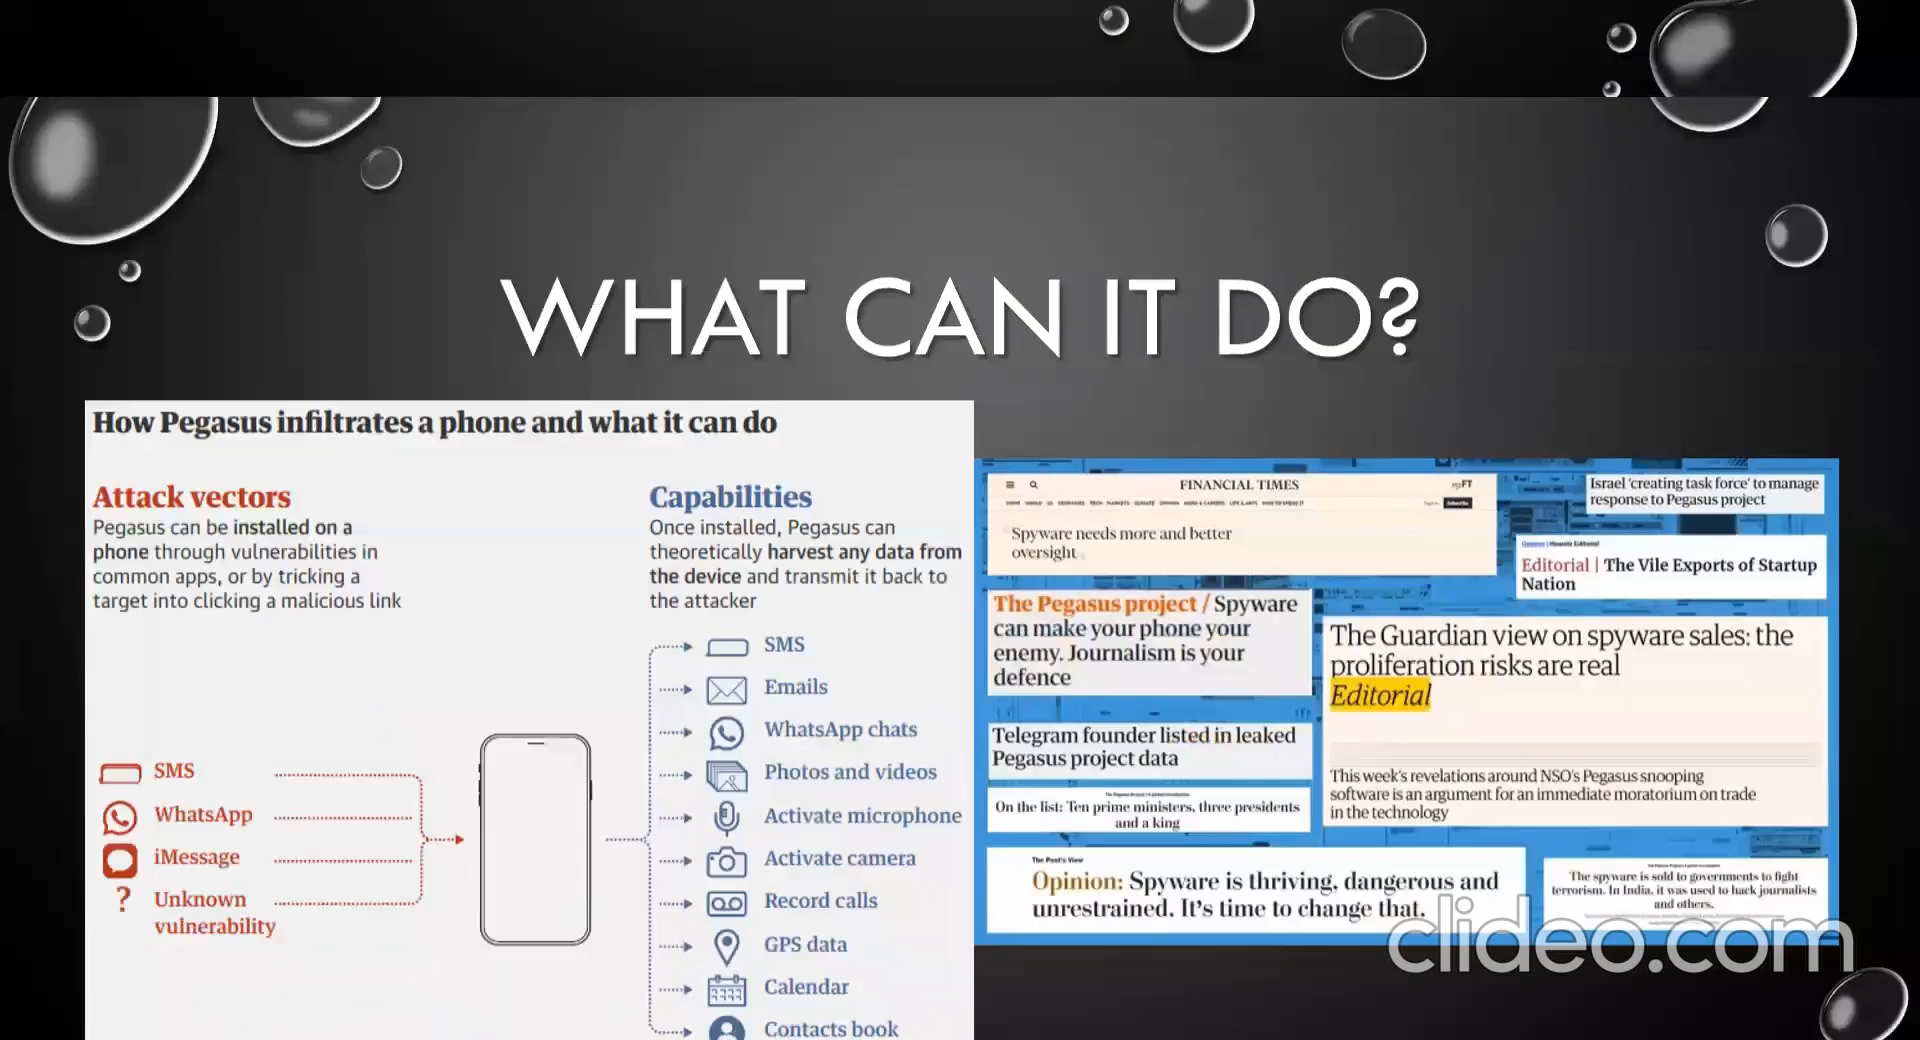 WHAT CAN IT DO?
How Pegasus infiltrates a phone and what it can do
Attack vectors
Pegasus can be installed on a
phone through vulnerabilities in
common apps, or by tricking a
target into clicking a malicious link
SMS
WhatsApp
iMessage
?
Unknown
vulnerability
Capabilities
Once installed, Pegasus can
theoretically harvest any data from
the device and transmit it back to
the attacker
SMS
Emails
WhatsApp chats
Photos and videos
Activate microphone
Activate camera
Record calls
GPS data
Calendar
Contacts book
FINANCIAL TIMES
myFT
Subscribe
Spyware needs more and better
oversight
Israel ‘creating task force’ to manage
response to Pegasus project
Editorial | The Vile Exports of Startup
Nation
The Pegasus project / Spyware
can make your phone your
enemy. Journalism is your
defence
The Guardian view on spyware sales: the
proliferation risks are real
Editorial
This week’s revelations around NSO’s Pegasus snooping
software is an argument for an immediate moratorium on trade
in the technology
Telegram founder listed in leaked
Pegasus project data
On the list: Ten prime ministers, three presidents
and a king
The Post's View
Opinion: Spyware is thriving, dangerous and
unrestrained. It’s time to change that.
The spyware is sold to governments to fight
terrorism. In India, it was used to hack journalists
and others.
clideo.com